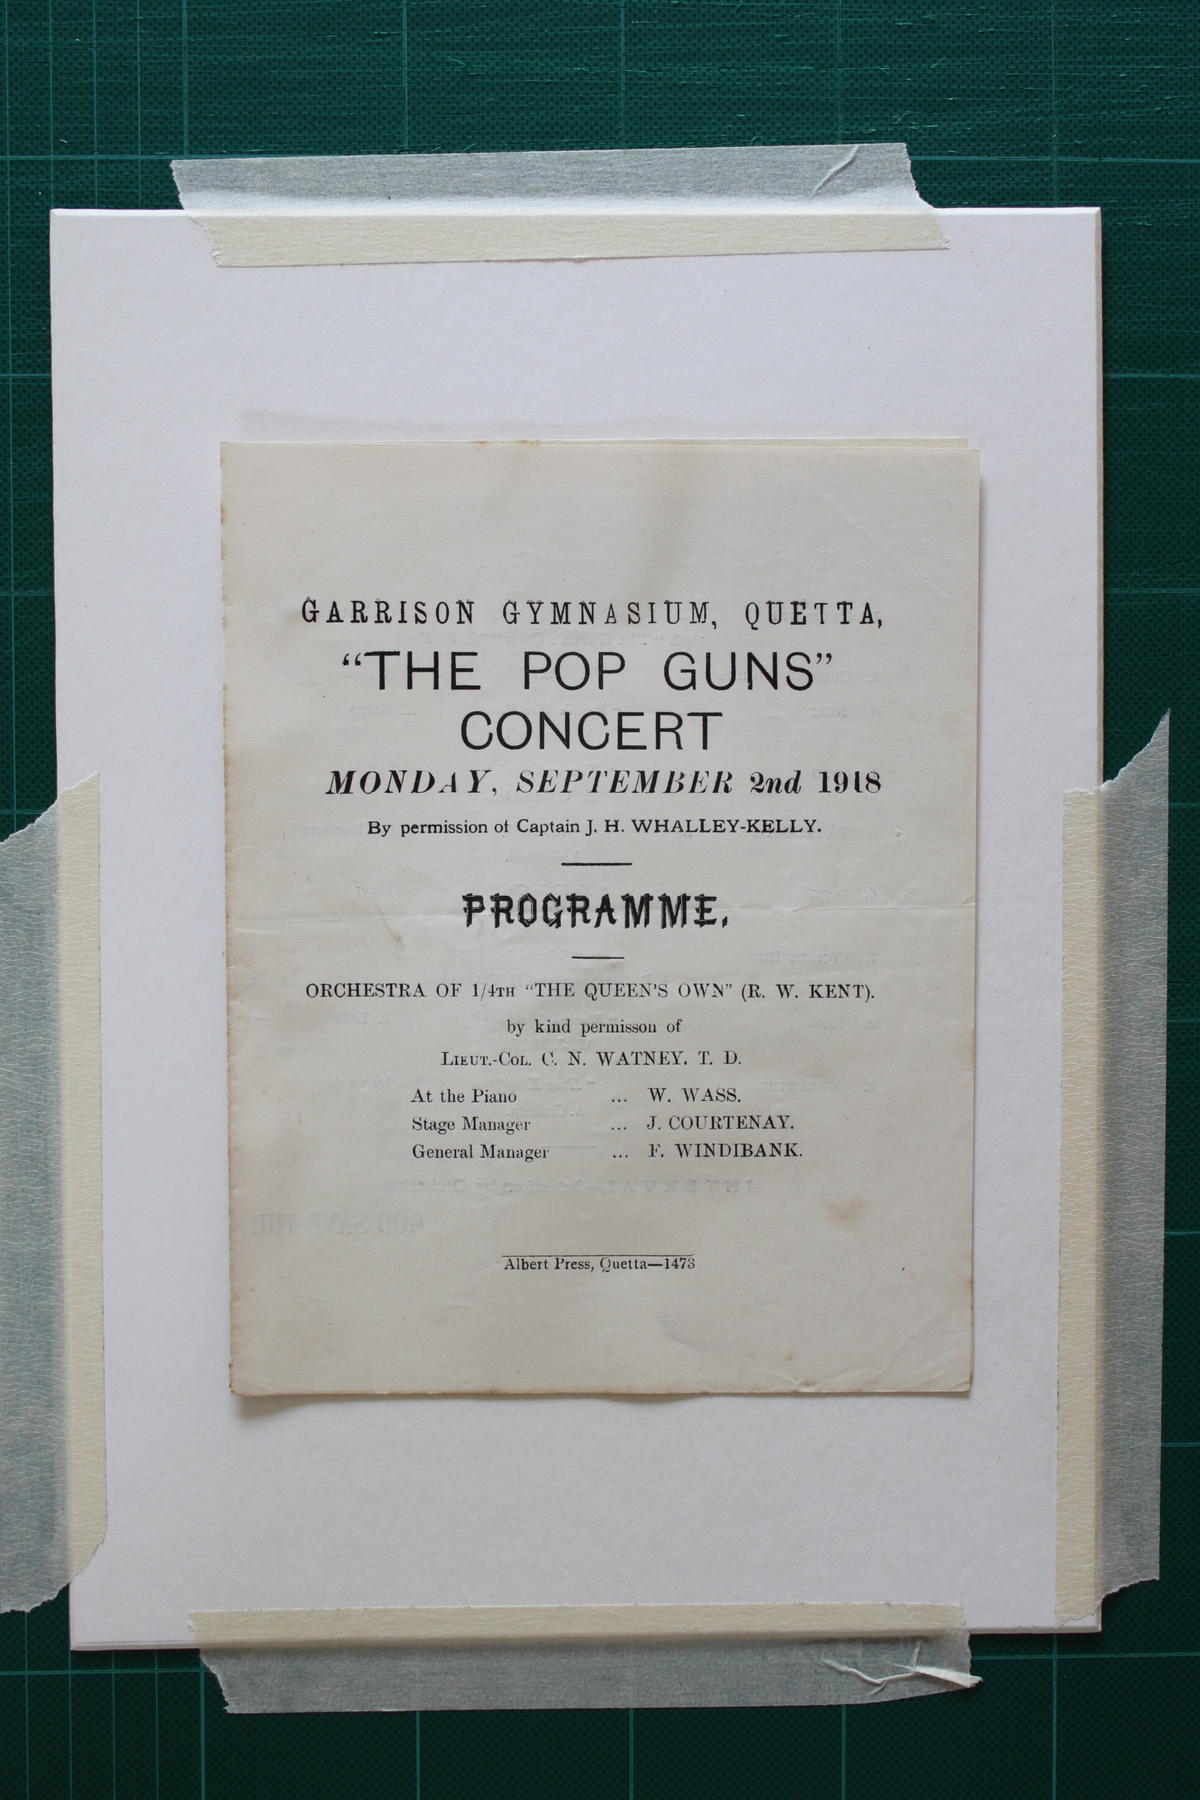 GARRISON GYMNASIUM, QUETTA,
“THE POP GUNS”
CONCERT
MONDAY, SEPTEMBER 2nd 1918
By permission of Captain J. H. WHALLEY-KELLY.
PROGRAMME.
ORCHESTRA OF 1/4TH “THE QUEEN'S OWN” (R. W. KENT).
by kind permisson of
LIEUT.-COL. C. N. WATNEY. T. D.
At the Piano ... W. WASS.
Stage Manager ... J. COURTENAY.
General Manager ... F. WINDIBANK.
Albert Press, Quetta—1473